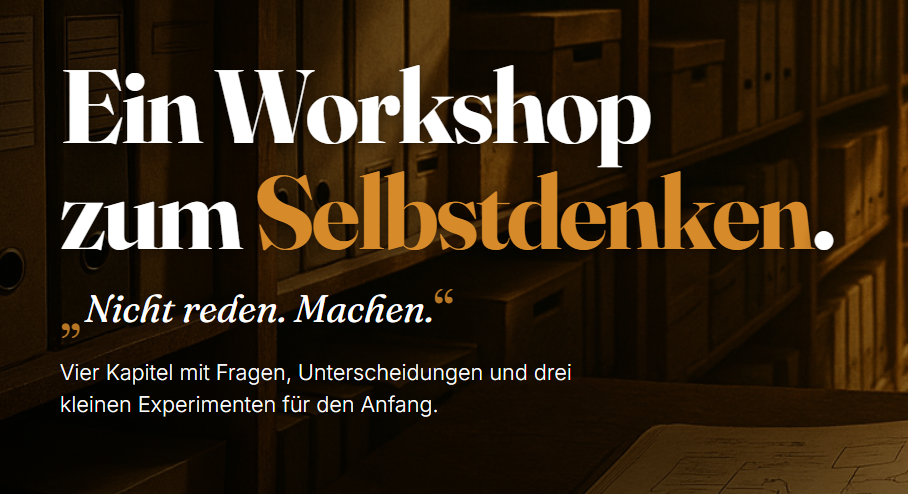 Ein Workshop
zum Selbstdenken.
„Nicht reden. Machen.“
Vier Kapitel mit Fragen, Unterscheidungen und drei
kleinen Experimenten für den Anfang.